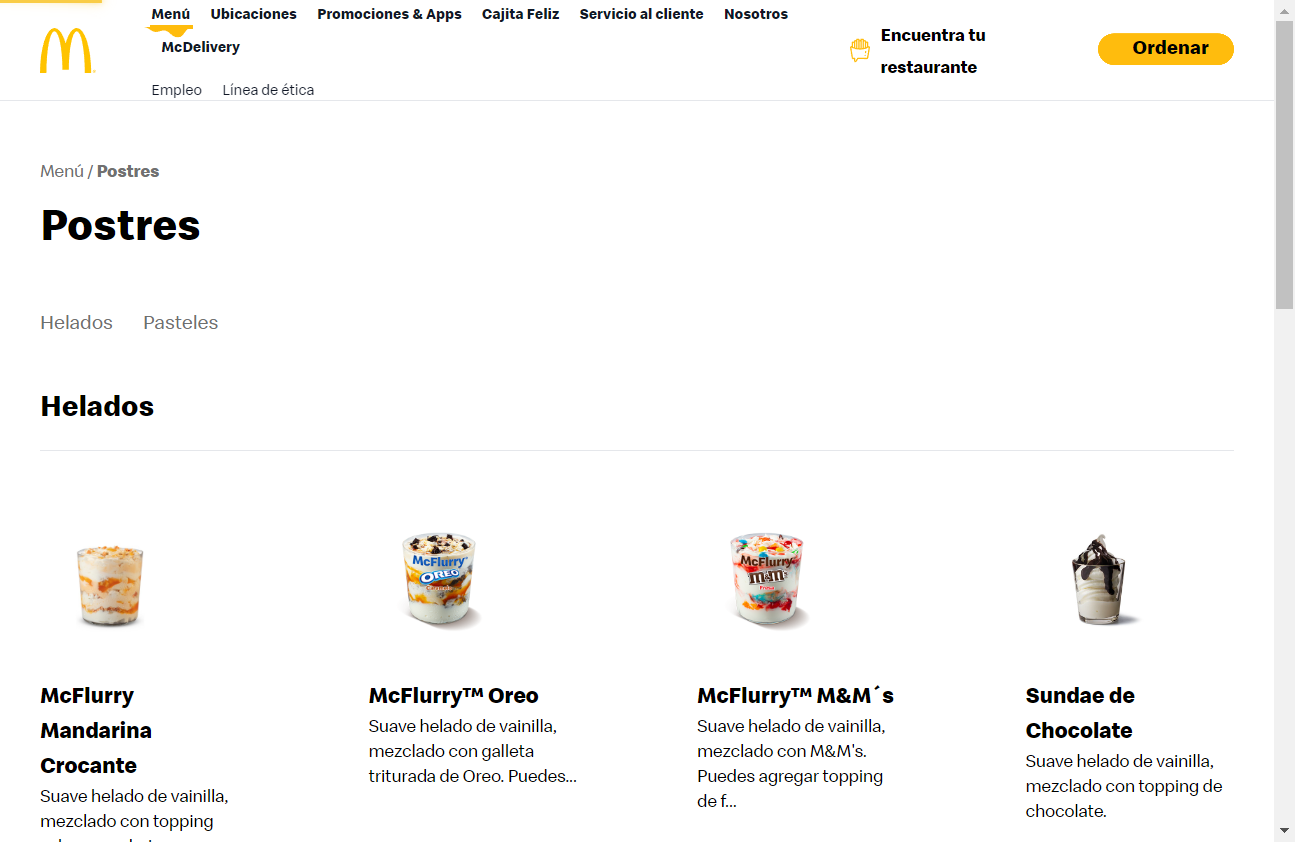 Menú Ubicaciones Promociones & Apps Cajita Feliz Servicio al cliente Nosotros
McDelivery
Empleo Línea de ética
Encuentra tu
restaurante
Ordenar
Menú / Postres
Postres
Helados Pasteles
Helados
McFlurry
OREO
McFlurry
m&m's
McFlurry
Mandarina
Crocante
Suave helado de vainilla,
mezclado con topping
McFlurry™ Oreo
Suave helado de vainilla,
mezclado con galleta
triturada de Oreo. Puedes...
McFlurry™ M&M´s
Suave helado de vainilla,
mezclado con M&M's.
Puedes agregar topping
de f...
Sundae de
Chocolate
Suave helado de vainilla,
mezclado con topping de
chocolate.